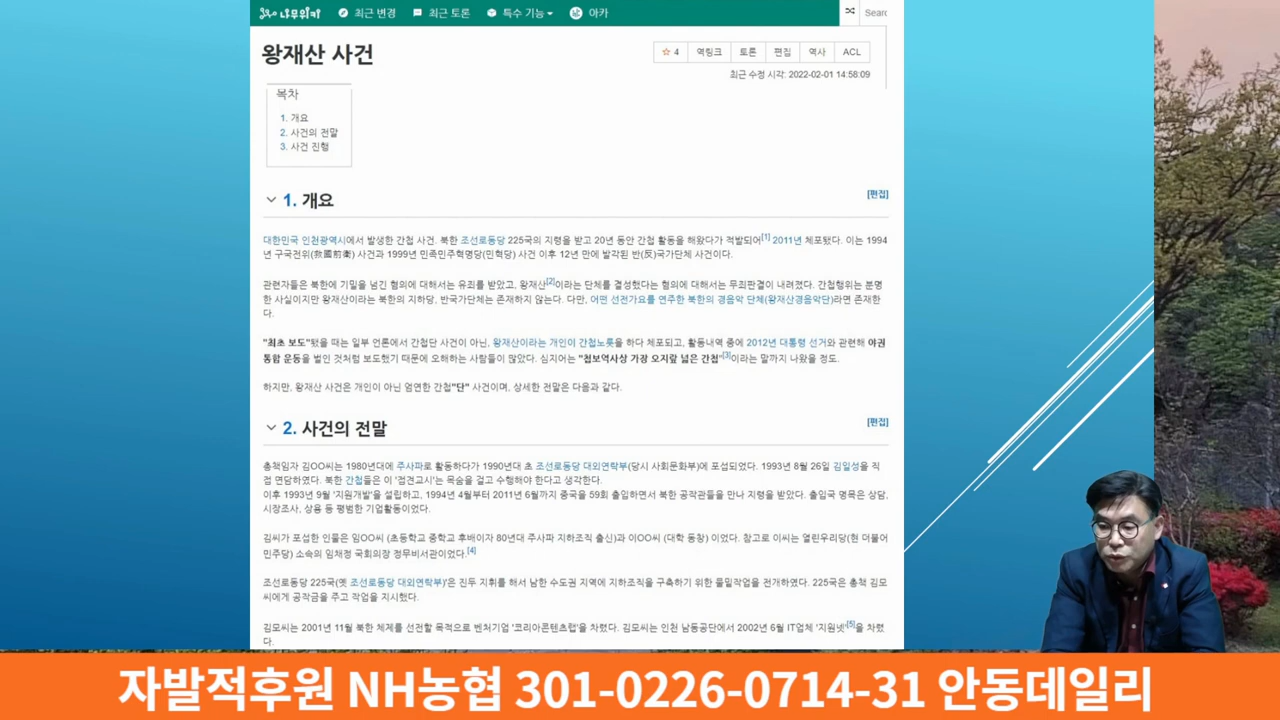 나무위키 최근 변경 최근 토론 특수 기능 아카 Searc
왕재산 사건
4 역링크 토론 편집 역사 ACL
최근 수정 시각: 2022-02-01 14:58:09
목차
1. 개요
2. 사건의 전말
3. 사건 진행
1. 개요 [편집]
대한민국 인천광역시에서 발생한 간첩 사건. 북한 조선로동당 225국의 지령을 받고 20년 동안 간첩 활동을 해왔다가 적발되어[1] 2011년 체포됐다. 이는 1994
년 구국전위(救國前衛) 사건과 1999년 민족민주혁명당(민혁당) 사건 이후 12년 만에 발각된 반(反)국가단체 사건이다.
관련자들은 북한에 기밀을 넘긴 혐의에 대해서는 유죄를 받았고, 왕재산[2]이라는 단체를 결성했다는 혐의에 대해서는 무죄판결이 내려졌다. 간첩행위는 분명
한 사실이지만 왕재산이라는 북한의 지하당, 반국가단체는 존재하지 않는다. 다만, 어떤 선전가요를 연주한 북한의 경음악 단체(왕재산경음악단)라면 존재한
다.
"최초 보도"됐을 때는 일부 언론에서 간첩단 사건이 아닌, 왕재산이라는 개인이 간첩노릇을 하다 체포되고, 활동내역 중에 2012년 대통령 선거와 관련해 야권
통합 운동을 벌인 것처럼 보도했기 때문에 오해하는 사람들이 많았다. 심지어는 "첩보역사상 가장 오지랖 넓은 간첩"[3]이라는 말까지 나왔을 정도.
하지만, 왕재산 사건은 개인이 아닌 엄연한 간첩"단" 사건이며, 상세한 전말은 다음과 같다.
2. 사건의 전말 [편집]
총책임자 김OO씨는 1980년대에 주사파로 활동하다가 1990년대 초 조선로동당 대외연락부(당시 사회문화부)에 포섭되었다. 1993년 8월 26일 김일성을 직
접 면담하였다. 북한 간첩들은 이 '접견교시'는 목숨을 걸고 수행해야 한다고 생각한다.
이후 1993년 9월 '지원개발'을 설립하고, 1994년 4월부터 2011년 6월까지 중국을 59회 출입하면서 북한 공작관들을 만나 지령을 받았다. 출입국 명목은 상담,
시장조사, 상용 등 평범한 기업활동이었다.
김씨가 포섭한 인물은 임OO씨 (초등학교 중학교 후배이자 80년대 주사파 지하조직 출신)과 이OO씨 (대학 동창) 이었다. 참고로 이씨는 열린우리당(현 더불어
민주당) 소속의 임채정 국회의장 정무비서관이었다.[4]
조선로동당 225국(옛 조선로동당 대외연락부)'은 진두 지휘를 해서 남한 수도권 지역에 지하조직을 구축하기 위한 물밑작업을 전개하였다. 225국은 총책 김모
씨에게 공작금을 주고 작업을 지시했다.
김모씨는 2001년 11월 북한 체제를 선전할 목적으로 벤처기업 '코리아콘텐츠랩'을 차렸다. 김모씨는 인천 남동공단에서 2002년 6월 IT업체 '지원넷'[5]을 차렸
다.
자발적후원 NH농협 301-0226-0714-31 안동데일리